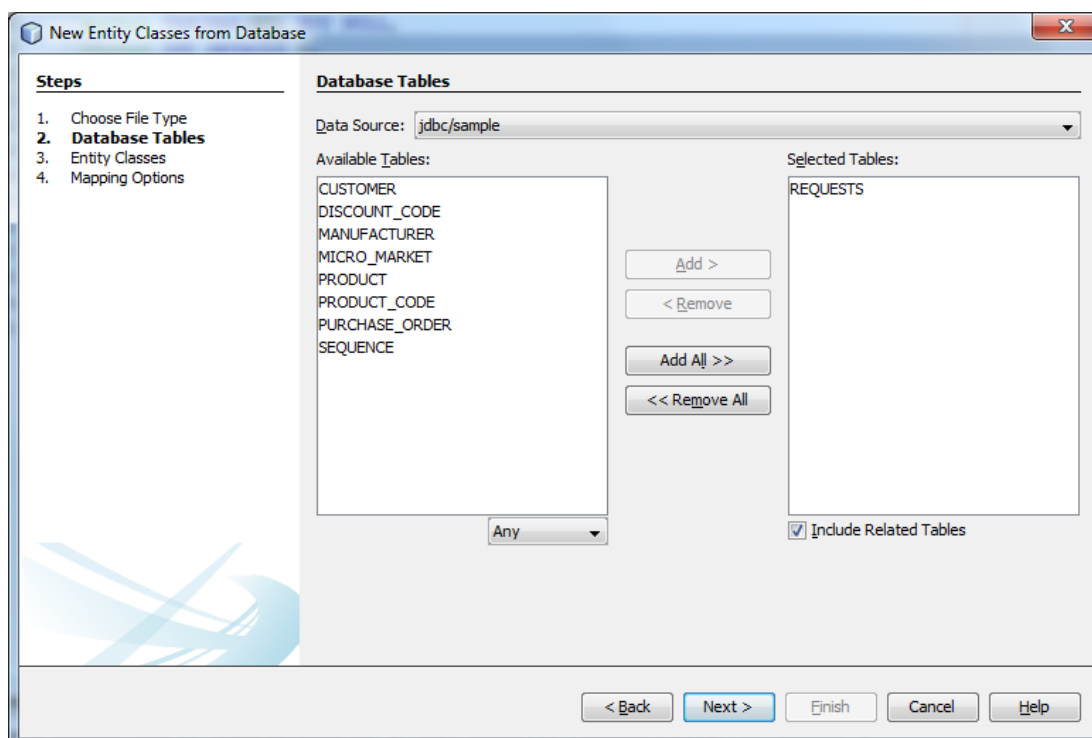 New Entity Classes from Database
Steps
1. Choose File Type
2. Database Tables
3. Entity Classes
4. Mapping Options
Database Tables
Data Source: jdbc/sample
Available Tables:
CUSTOMER
DISCOUNT_CODE
MANUFACTURER
MICRO_MARKET
PRODUCT
PRODUCT_CODE
PURCHASE_ORDER
SEQUENCE
Any
Add >
< Remove
Add All >>
<< Remove All
Selected Tables:
REQUESTS
Include Related Tables
< Back Next > Finish Cancel Help